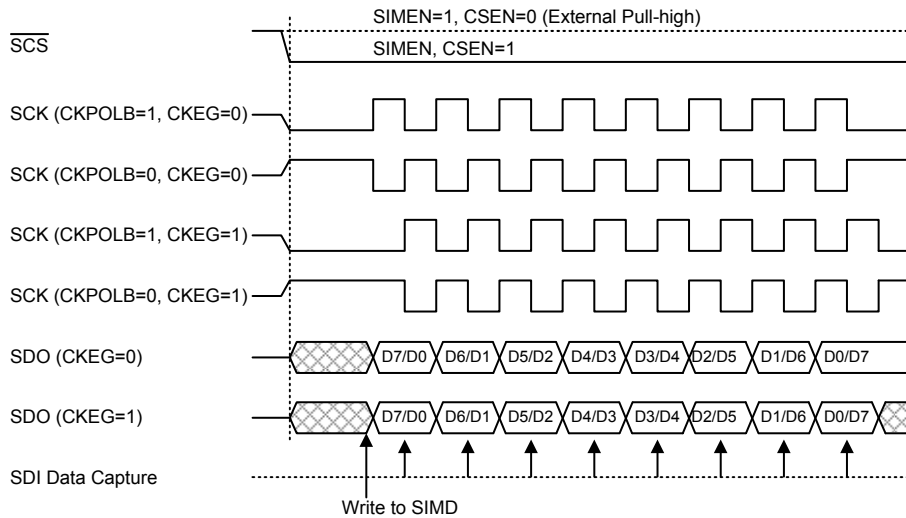 SIMEN=1, CSEN=0 (External Pull-high)
SCS
SIMEN, CSEN=1
SCK (CKPOLB=1, CKEG=0)
SCK (CKPOLB=0, CKEG=0)
SCK (CKPOLB=1, CKEG=1)
SCK (CKPOLB=0, CKEG=1)
SDO (CKEG=0) D7/D0 D6/D1 D5/D2 D4/D3 D3/D4 D2/D5 D1/D6 D0/D7
SDO (CKEG=1) D7/D0 D6/D1 D5/D2 D4/D3 D3/D4 D2/D5 D1/D6 D0/D7
SDI Data Capture
Write to SIMD